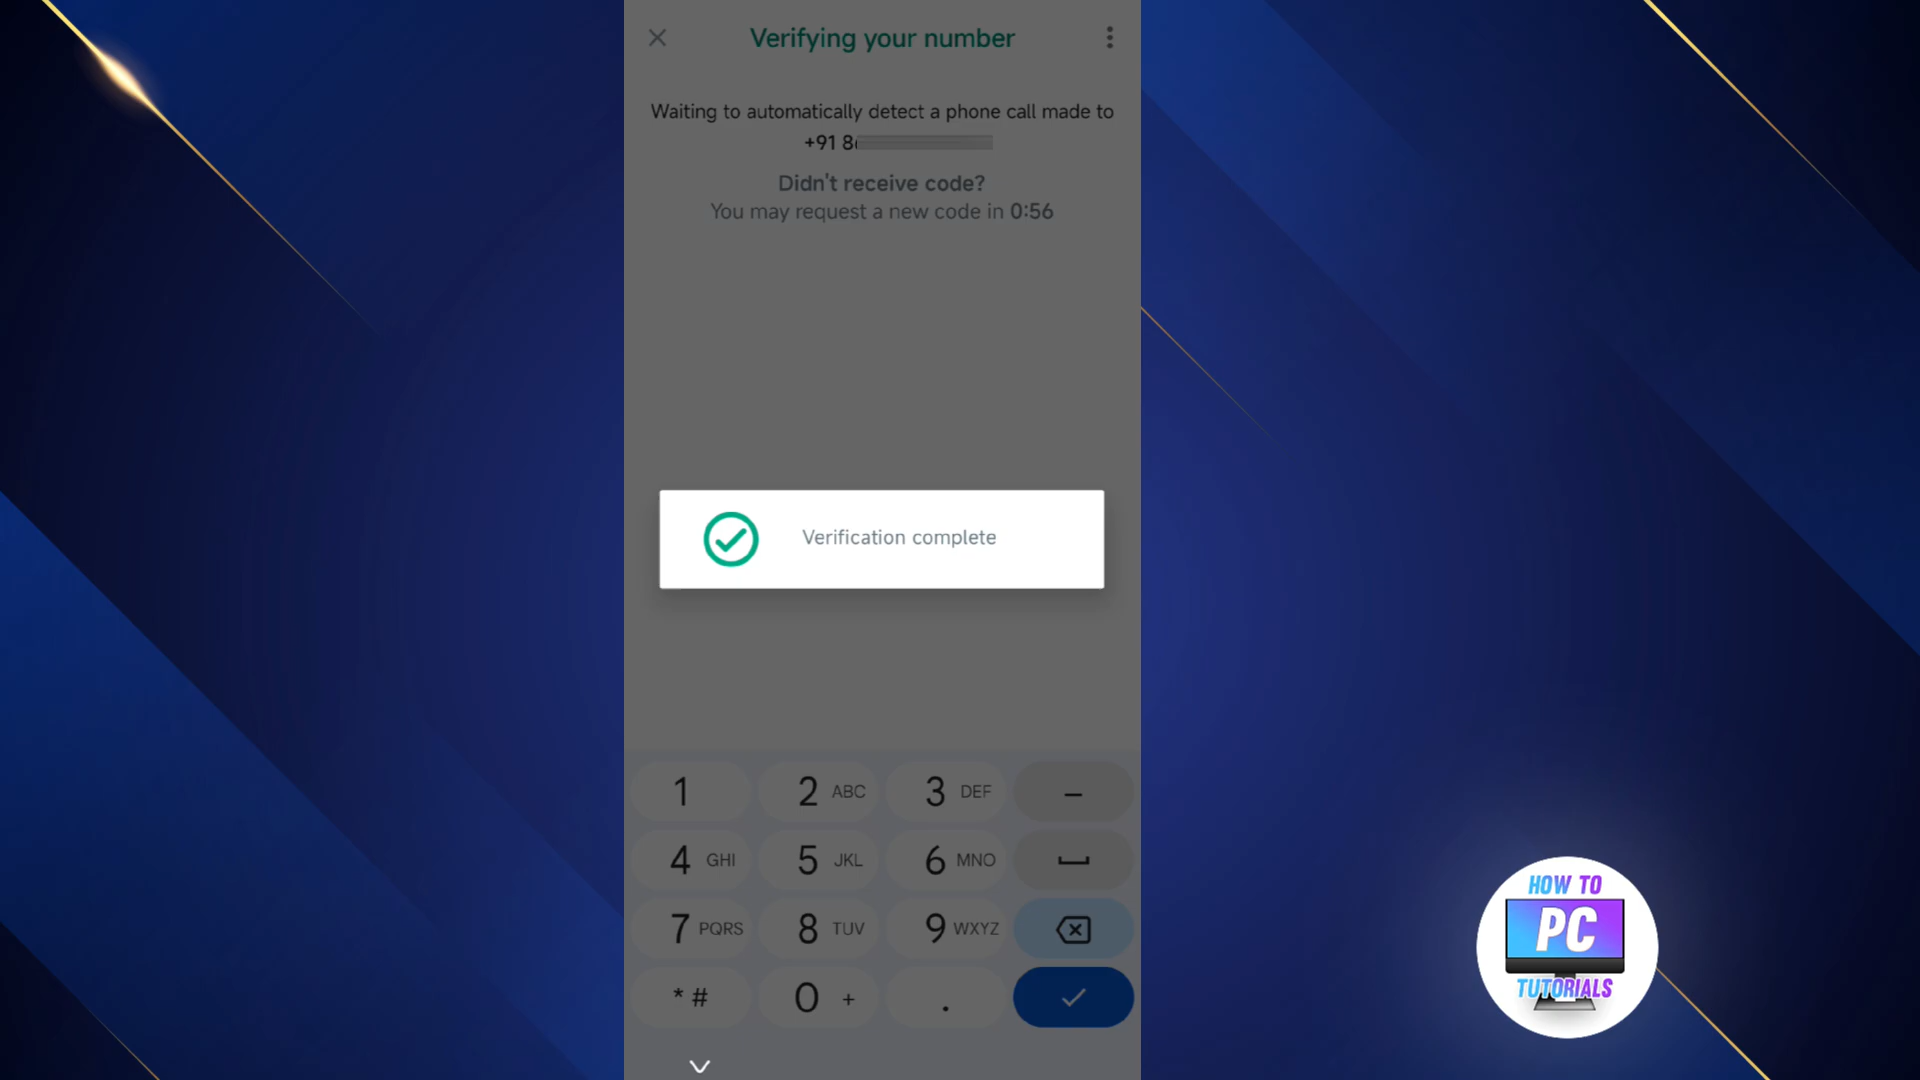 Verifying your number
Waiting to automatically detect a phone call made to
+91 8
Didn't receive code?
You may request a new code in 0:56
Verification complete
1 2 ABC 3 DEF –
4 GHI 5 JKL 6 MNO
7 PQRS 8 TUV 9 WXYZ
* # 0 + .
HOW TO
PC
TUTORIALS